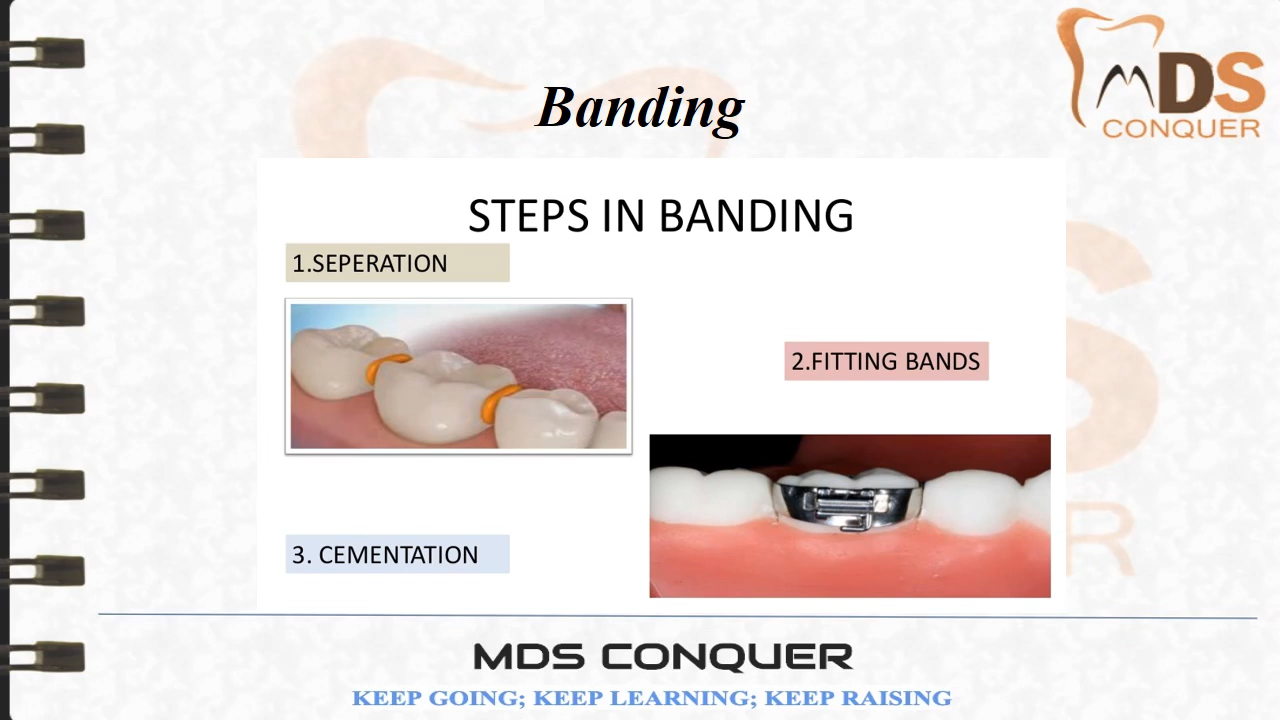 MDS
CONQUER
Banding
STEPS IN BANDING
1.SEPERATION
2.FITTING BANDS
3. CEMENTATION
R
MDS CONQUER
KEEP GOING; KEEP LEARNING; KEEP RAISING